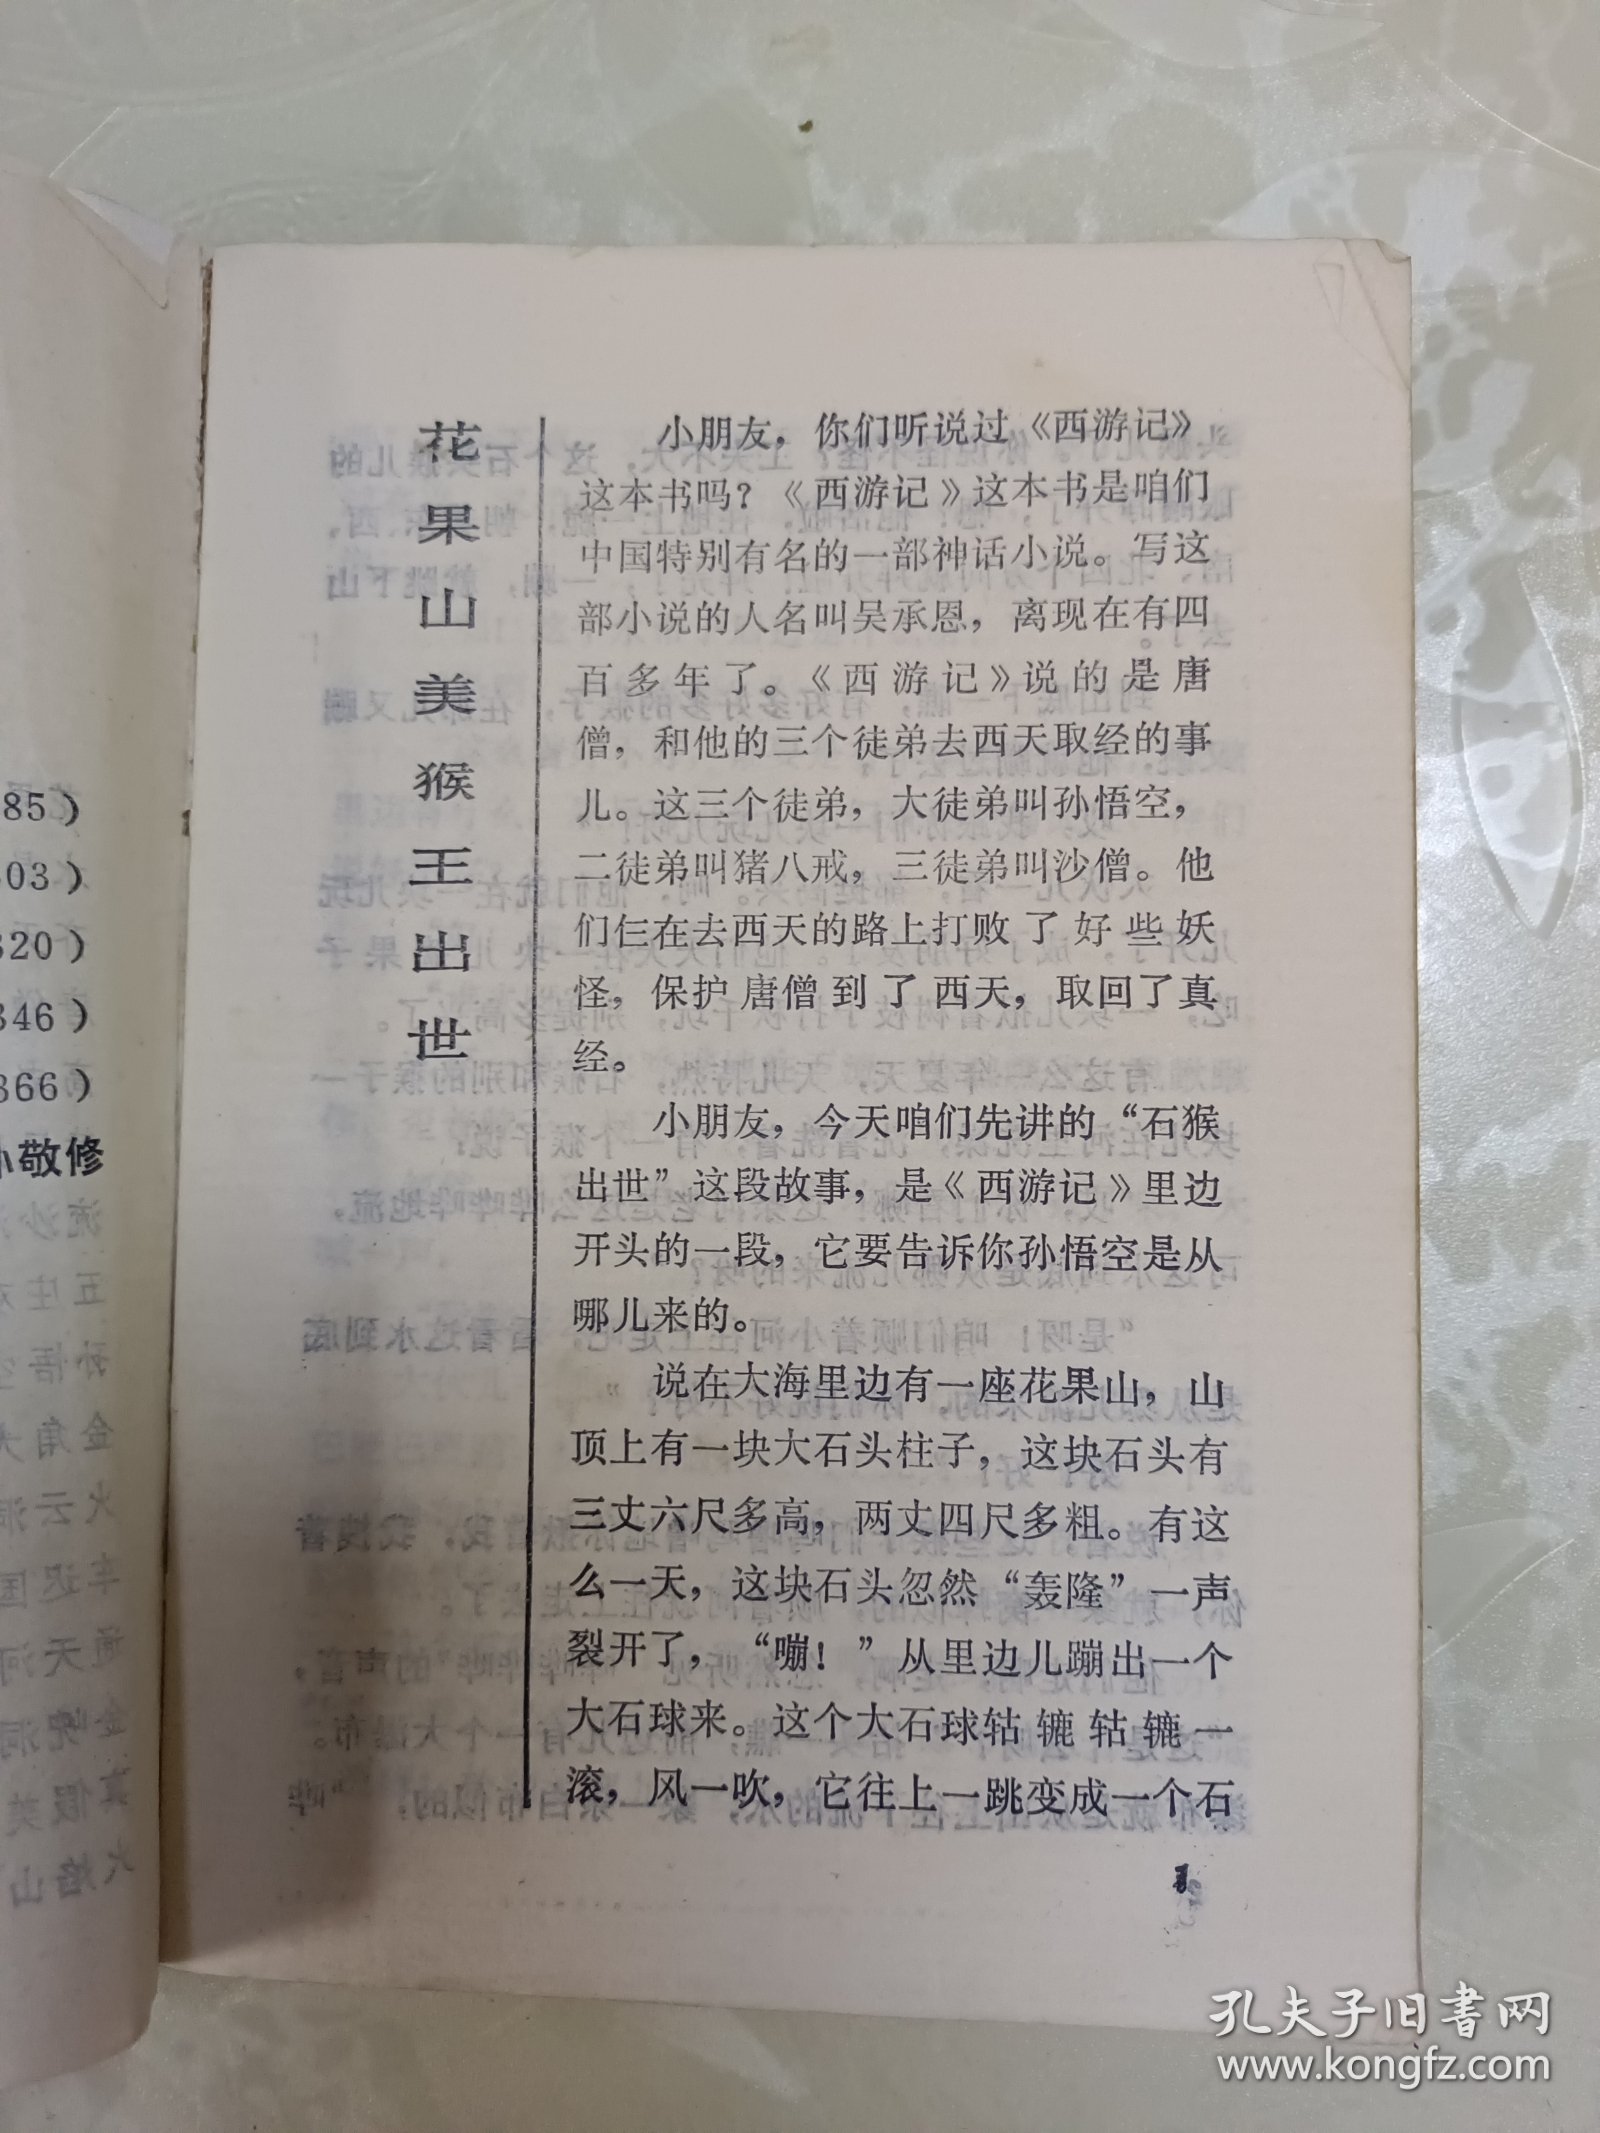 85）
03）
320）
346）
366）
敬修
花果山美猴王出世
小朋友，你们听说过《西游记》
这本书吗？《西游记》这本书是咱们
中国特别有名的一部神话小说。写这
部小说的人名叫吴承恩，离现在有四
百多年了。《西游记》说的是唐
僧，和他的三个徒弟去西天取经的事
儿。这三个徒弟，大徒弟叫孙悟空，
二徒弟叫猪八戒，三徒弟叫沙僧。他
们仨在去西天的路上打败了好些妖
怪，保护唐僧到了西天，取回了真
经。
小朋友，今天咱们先讲的“石猴
出世”这段故事，是《西游记》里边
开头的一段，它要告诉你孙悟空是从
哪儿来的。
说在大海里边有一座花果山，山
顶上有一块大石头柱子，这块石头有
三丈六尺多高，两丈四尺多粗。有这
么一天，这块石头忽然“轰隆”一声
裂开了，“嘣！”从里边儿蹦出一个
大石球来。这个大石球轱辘轱辘一
滚，风一吹，它往上一跳变成一个石
孔夫子旧书网
www.kongfz.com